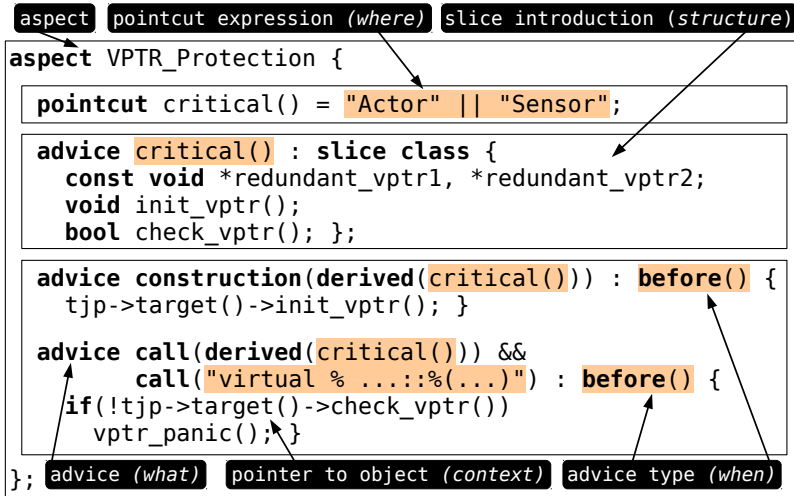 aspect pointcut expression (where) slice introduction (structure)
aspect VPTR_Protection {
pointcut critical() = "Actor" || "Sensor";
advice critical() : slice class {
const void *redundant_vptr1, *redundant_vptr2;
void init_vptr();
bool check_vptr(); };
advice construction(derived(critical())) : before() {
tjp->target()->init_vptr(); }
advice call(derived(critical())) &&
call("virtual % ...::%(...)") : before() {
if(!tjp->target()->check_vptr())
vptr_panic(); }
}; advice (what) pointer to object (context) advice type (when)